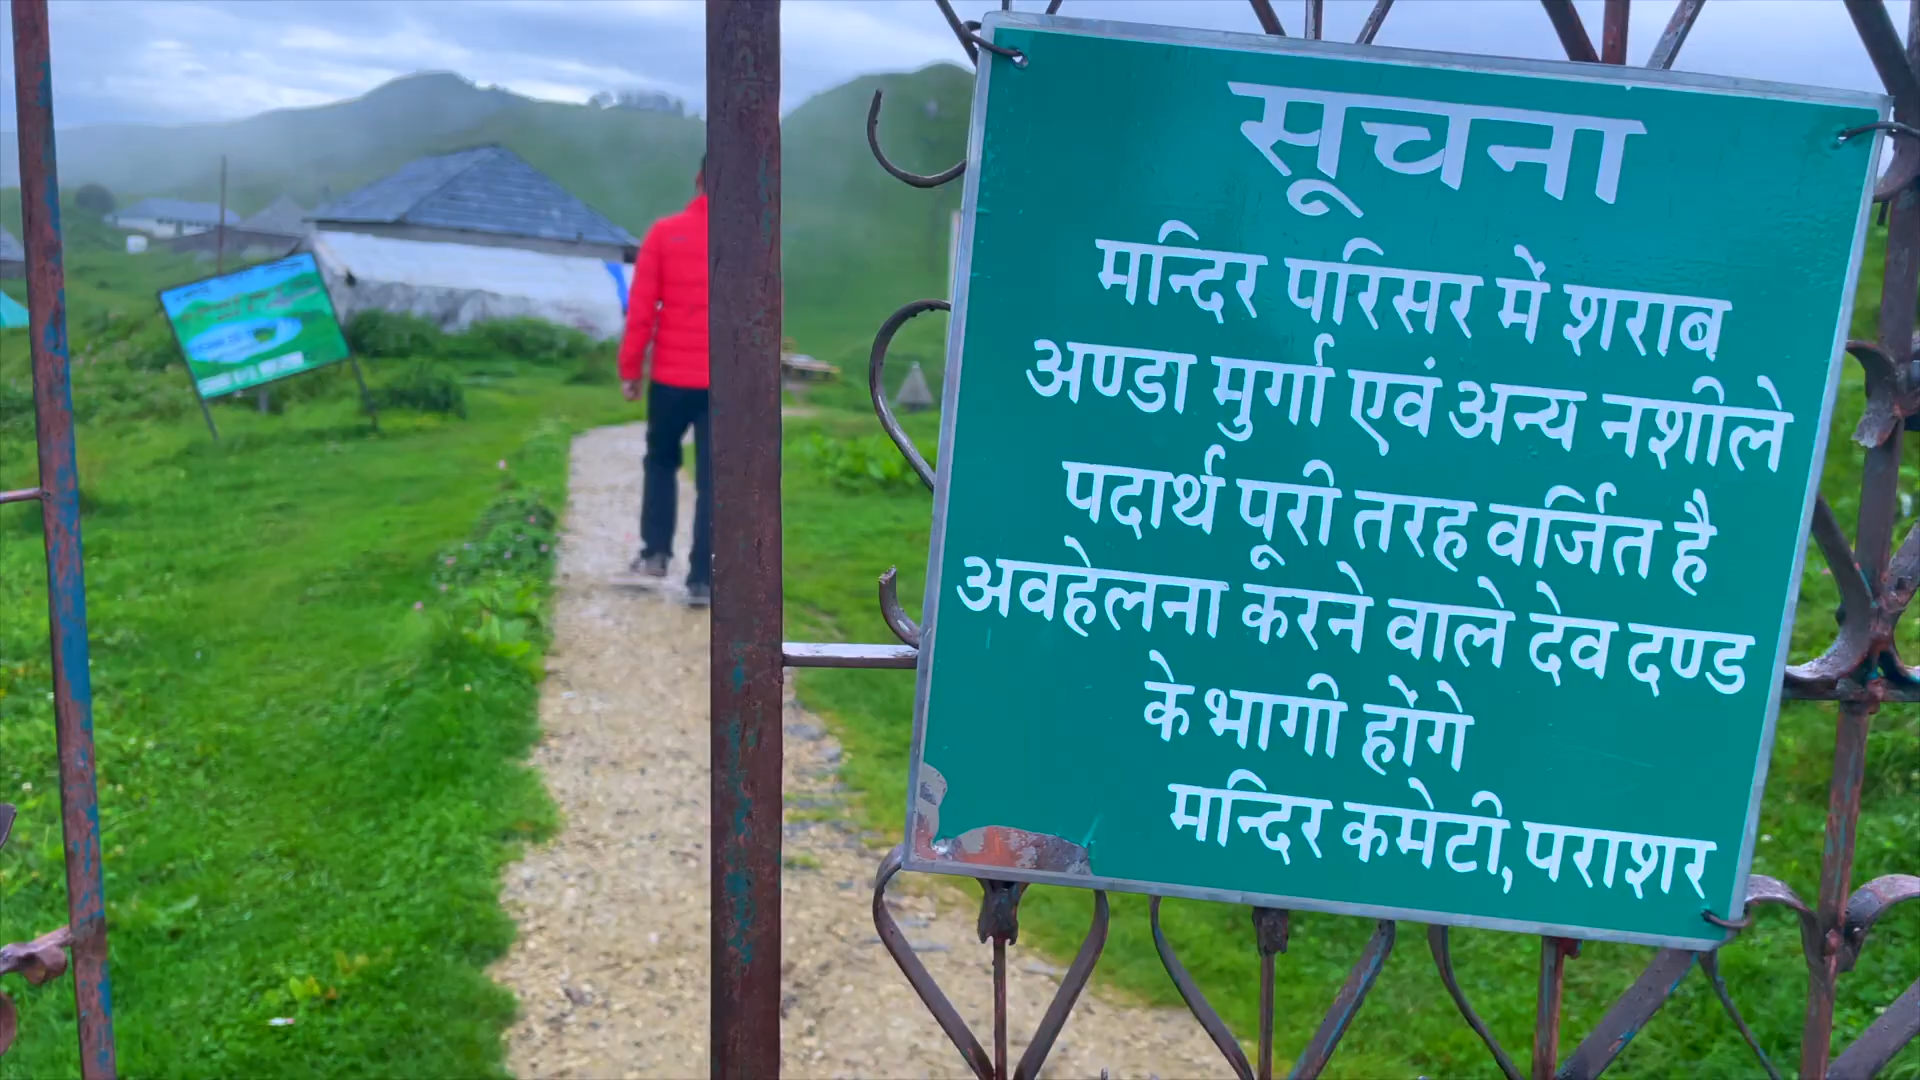 सूचना
मन्दिर परिसर में शराब
अण्डा मुर्गा एवं अन्य नशीले
पदार्थ पूरी तरह वर्जित है
अवहेलना करने वाले देव दण्ड
के भागी होंगे
मन्दिर कमेटी, पराशर